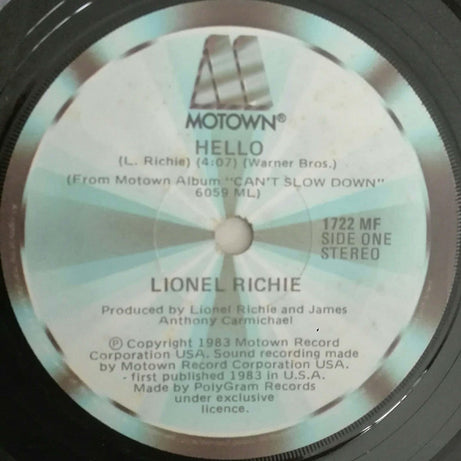 MOTOWN®
HELLO
(L. Richie) (4:07) (Warner Bros.)
(From Motown Album "CAN'T SLOW DOWN"
6059 ML)
1722 MF
SIDE ONE
STEREO
LIONEL RICHIE
Produced by Lionel Richie and James
Anthony Carmichael
Ⓟ Copyright 1983 Motown Record
Corporation USA. Sound recording made
by Motown Record Corporation USA.
- first published 1983 in U.S.A.
Made by PolyGram Records
under exclusive
licence.